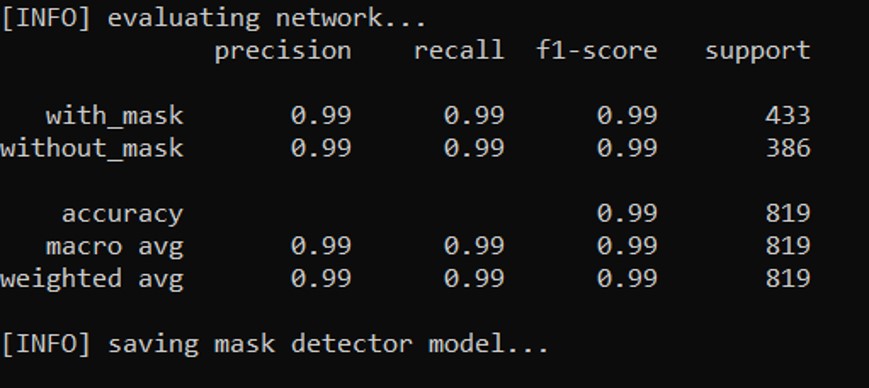 [INFO] evaluating network...
precision recall f1-score support
with_mask 0.99 0.99 0.99 433
without_mask 0.99 0.99 0.99 386
accuracy 0.99 819
macro avg 0.99 0.99 0.99 819
weighted avg 0.99 0.99 0.99 819
[INFO] saving mask detector model...